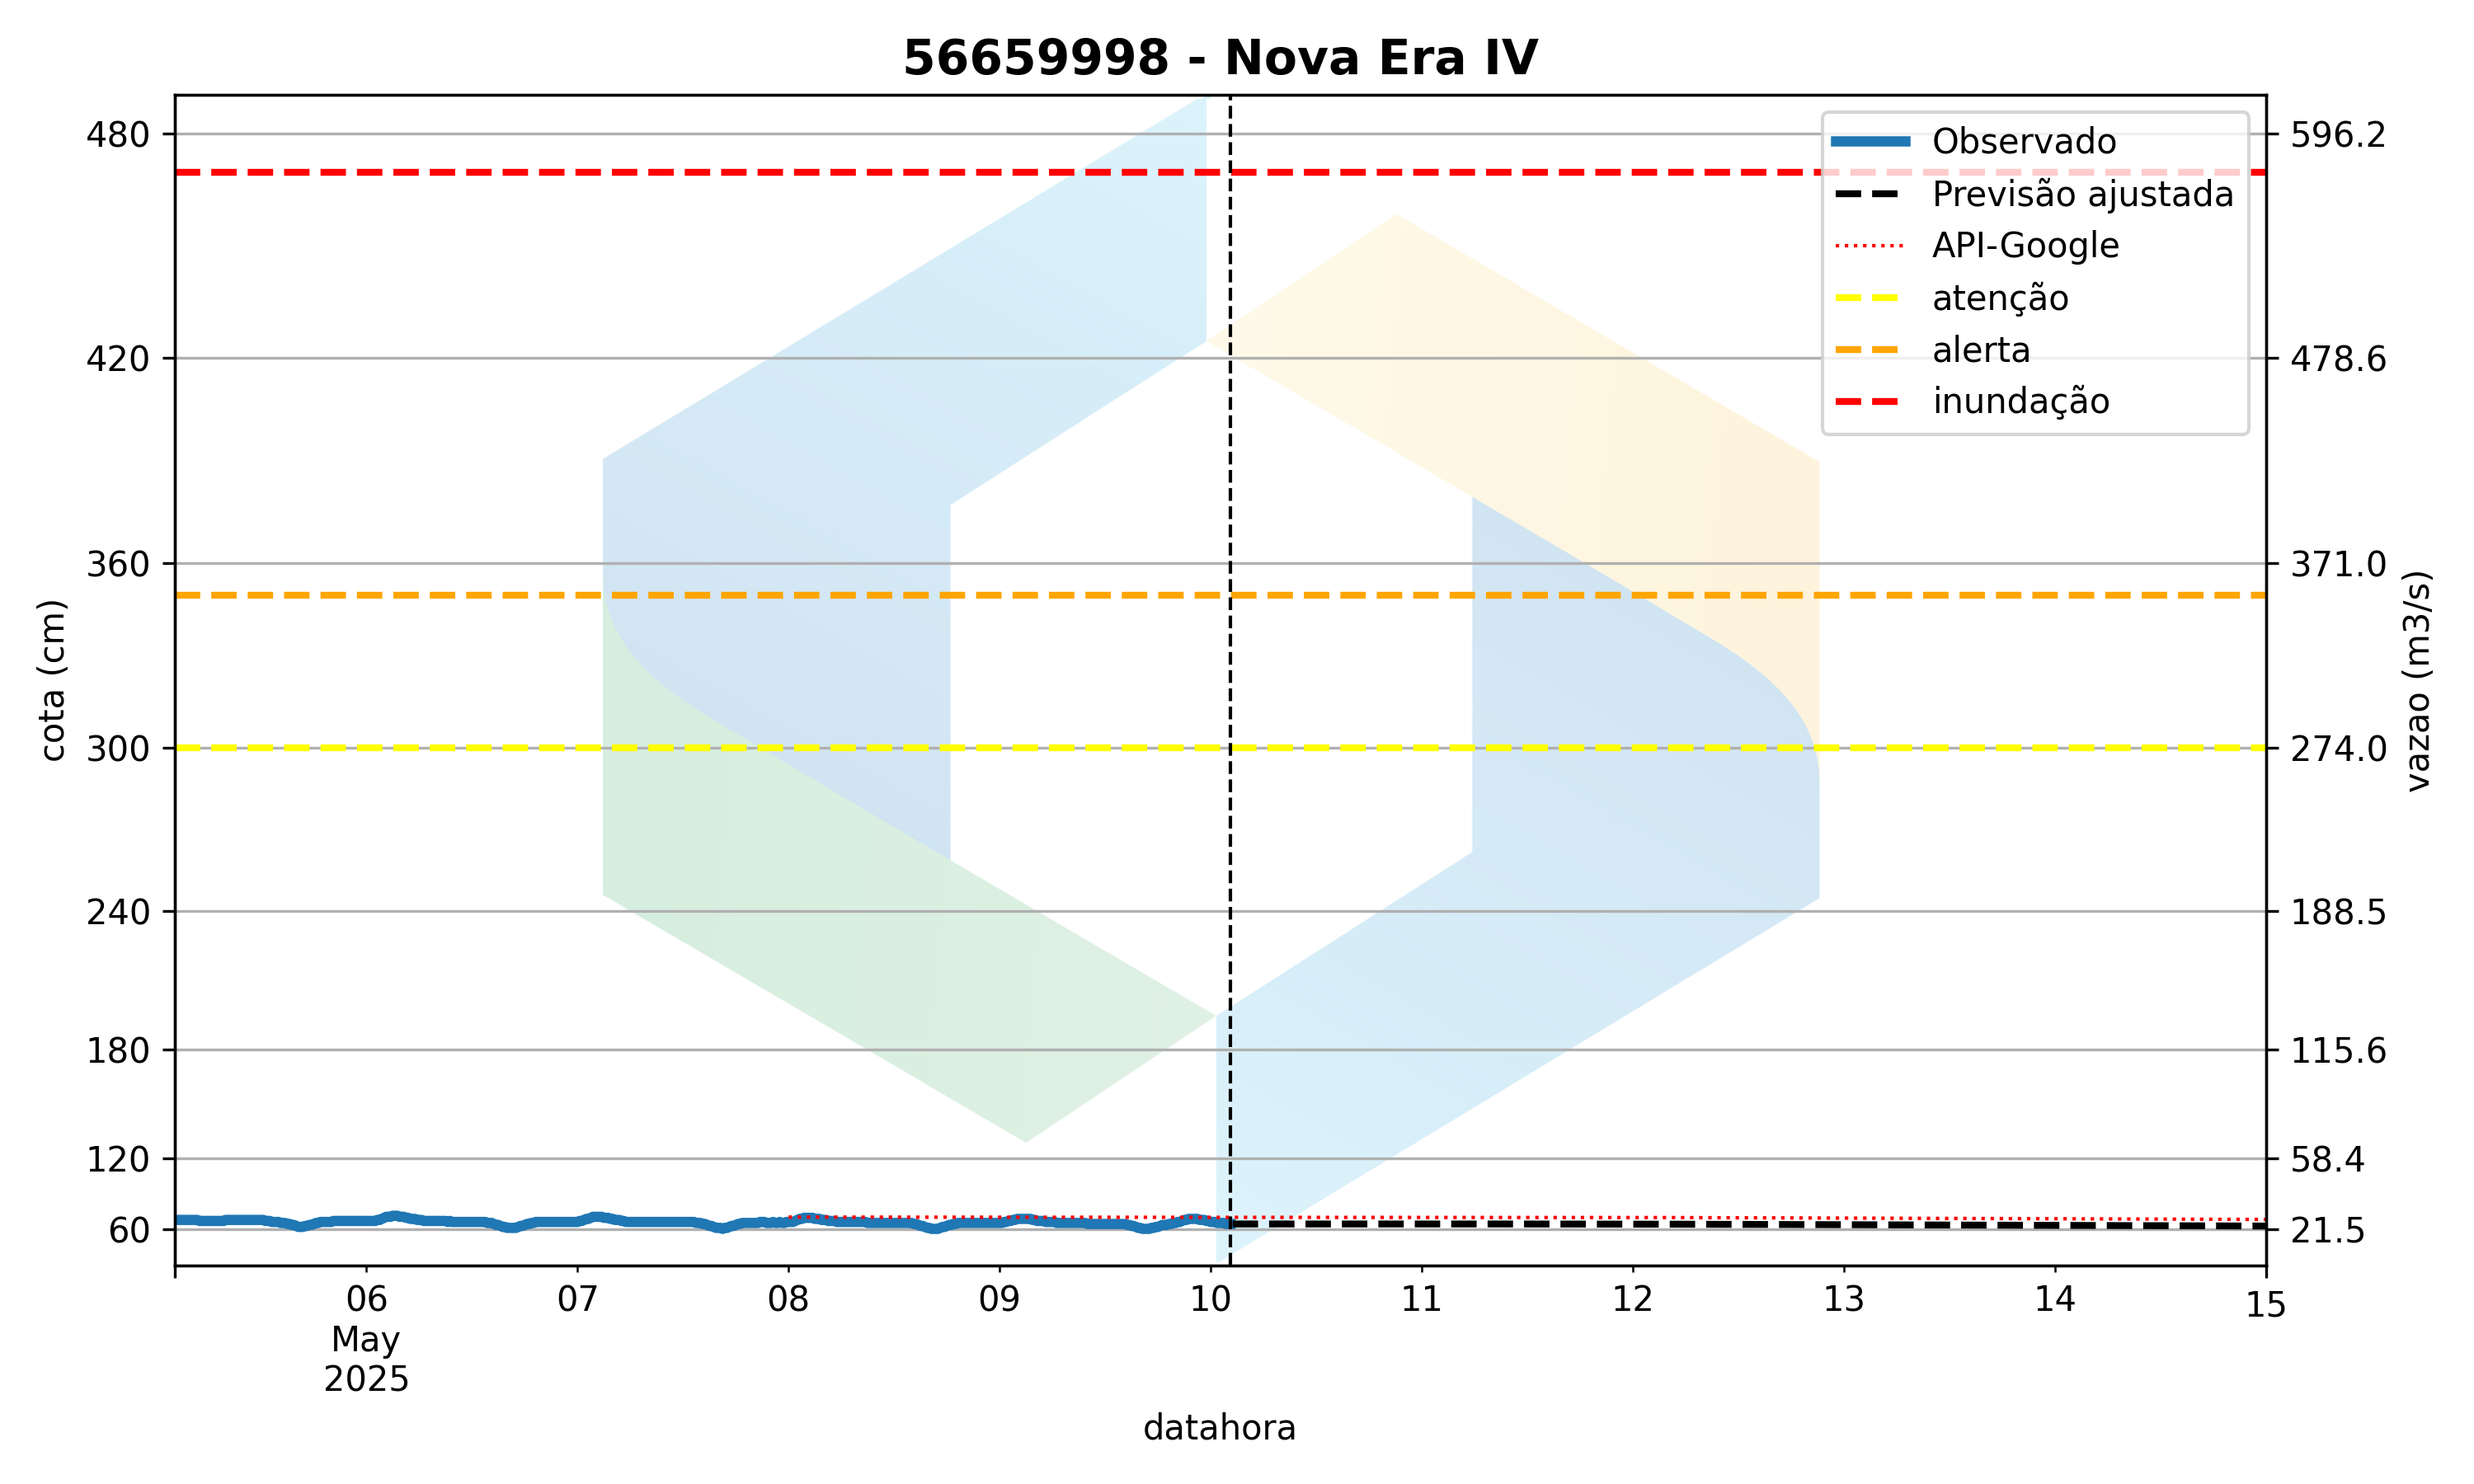 56659998 - Nova Era IV
480
420
360
300
240
180
120
60
cota (cm)
596.2
478.6
371.0
274.0
188.5
115.6
58.4
21.5
vazao (m3/s)
Observado
Previsão ajustada
API-Google
atenção
alerta
inundação
06 07 08 09 10 11 12 13 14 15
May
2025
datahora